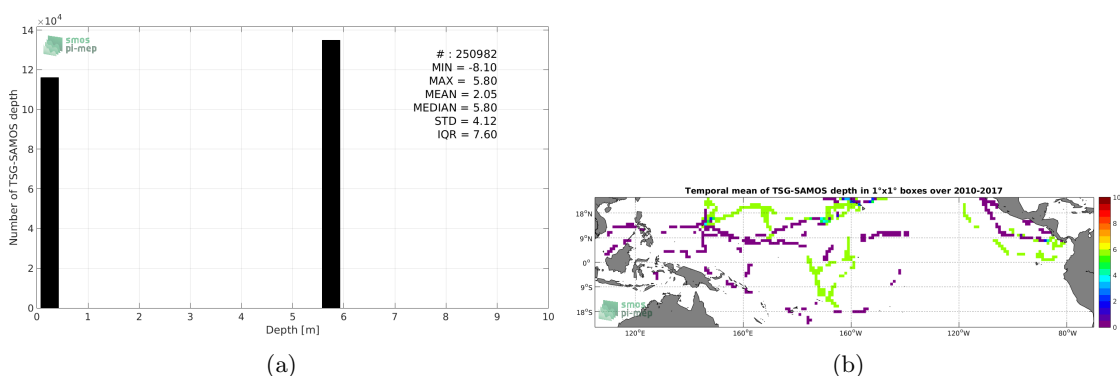 ×10⁴
14
12
10
8
6
4
2
0
Number of TSG-SAMOS depth
smos
pi-mep
# : 250982
MIN = -8.10
MAX = 5.80
MEAN = 2.05
MEDIAN = 5.80
STD = 4.12
IQR = 7.60
0 1 2 3 4 5 6 7 8 9 10
Depth [m]
(a)
Temporal mean of TSG-SAMOS depth in 1°x1° boxes over 2010-2017
18°N
9°N
0°
9°S
18°S
smos
pi-mep
120°E 160°E 160°W 120°W 80°W
10
8
6
4
2
0
(b)